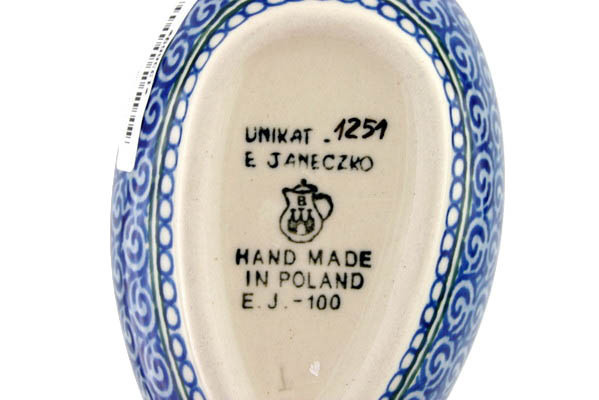 UNIKAT - 1251
E JANECZKO
B
HAND MADE
IN POLAND
E. J. - 100